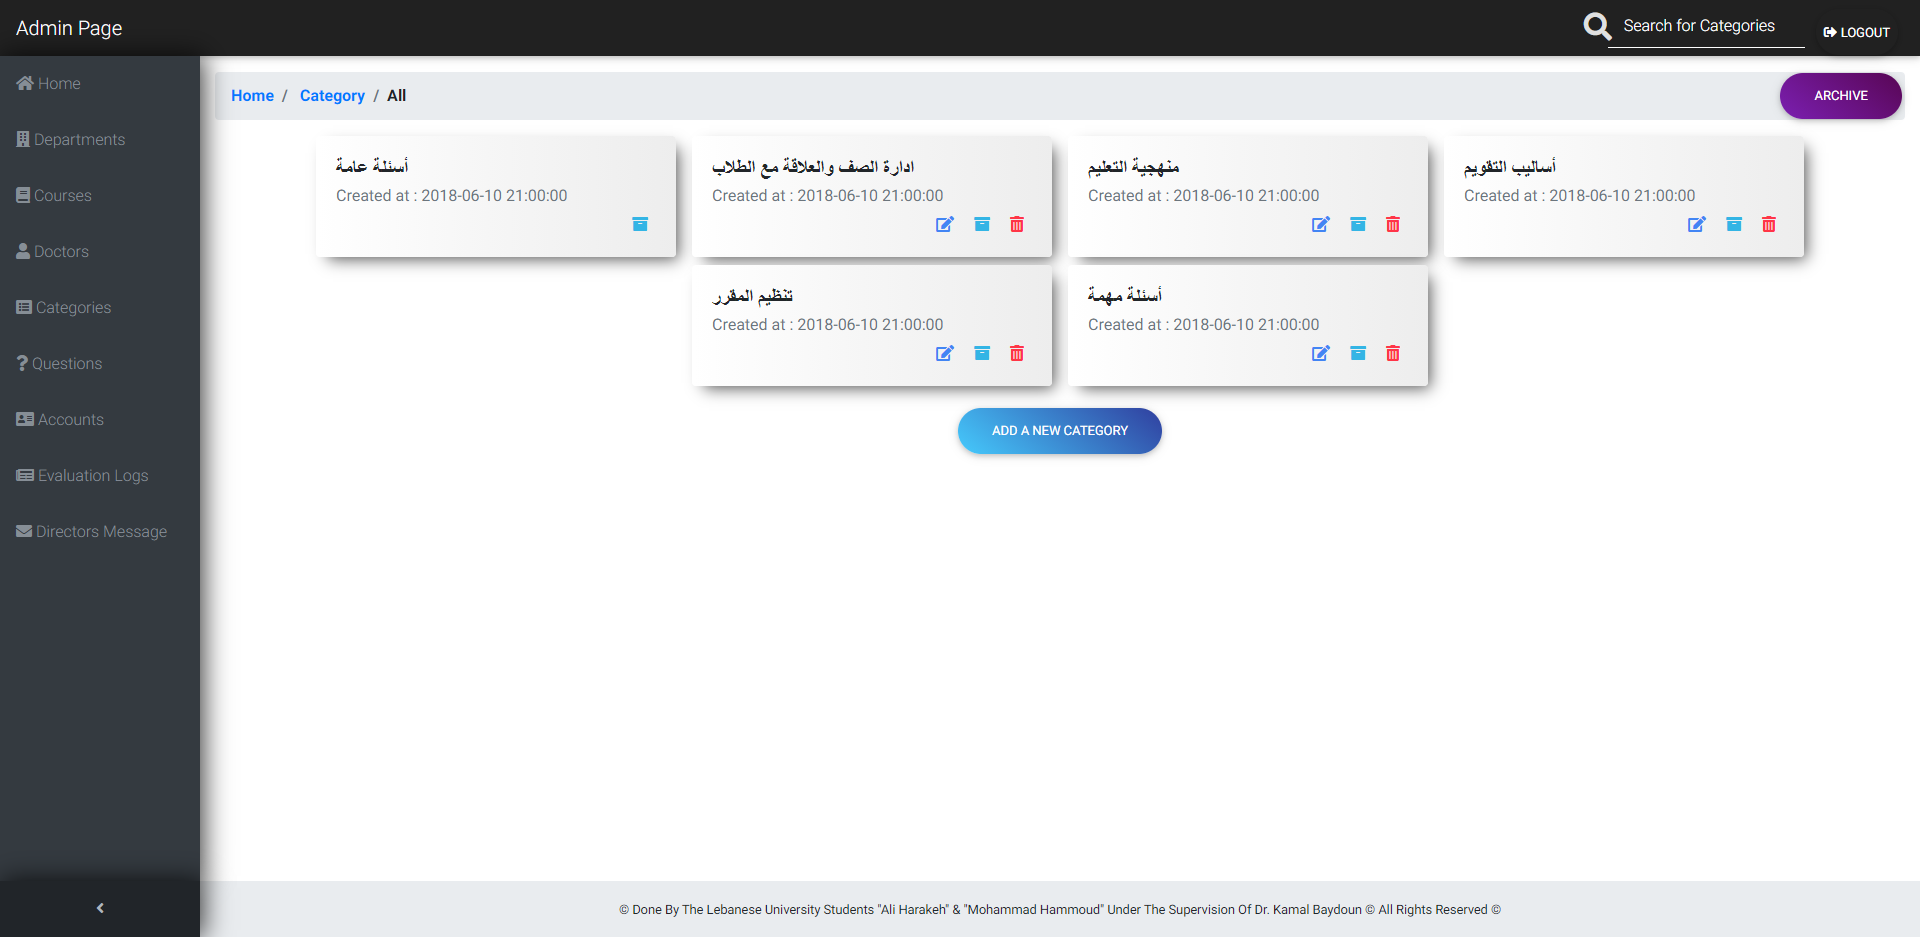 Admin Page
Search for Categories
LOGOUT
Home
Departments
Courses
Doctors
Categories
Questions
Accounts
Evaluation Logs
Directors Message
Home / Category / All
ARCHIVE
أسئلة عامة
Created at : 2018-06-10 21:00:00
ادارة الصف والعلاقة مع الطلاب
Created at : 2018-06-10 21:00:00
منهجية التعليم
Created at : 2018-06-10 21:00:00
أساليب التقويم
Created at : 2018-06-10 21:00:00
تنظيم المقرر
Created at : 2018-06-10 21:00:00
أسئلة مهمة
Created at : 2018-06-10 21:00:00
ADD A NEW CATEGORY
© Done By The Lebanese University Students "Ali Harakeh" & "Mohammad Hammoud" Under The Supervision Of Dr. Kamal Baydoun © All Rights Reserved ©